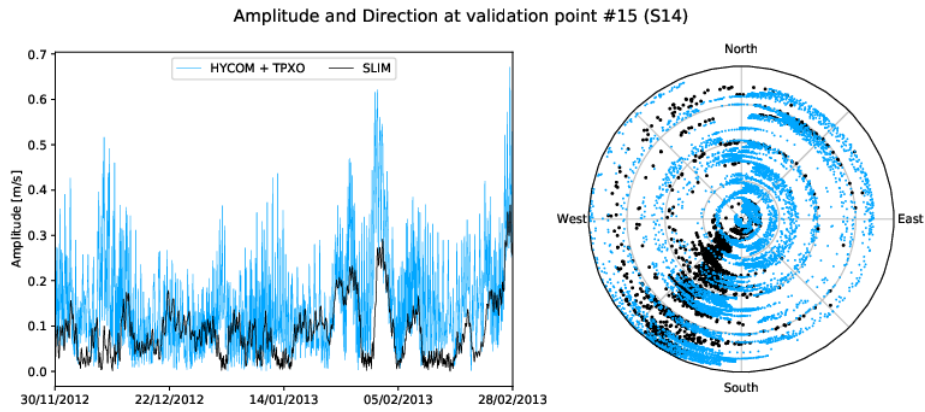 Amplitude and Direction at validation point #15 (S14)
HYCOM + TPXO
SLIM
Amplitude [m/s]
0.7
0.6
0.5
0.4
0.3
0.2
0.1
0.0
30/11/2012
22/12/2012
14/01/2013
05/02/2013
28/02/2013
North
West
East
South